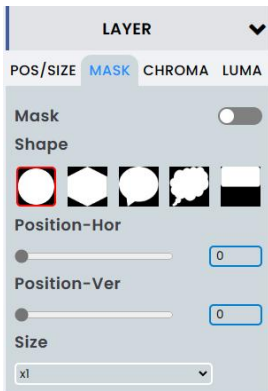 LAYER
POS/SIZE MASK CHROMA LUMA
Mask
Shape
Position-Hor
0
Position-Ver
0
Size
x1